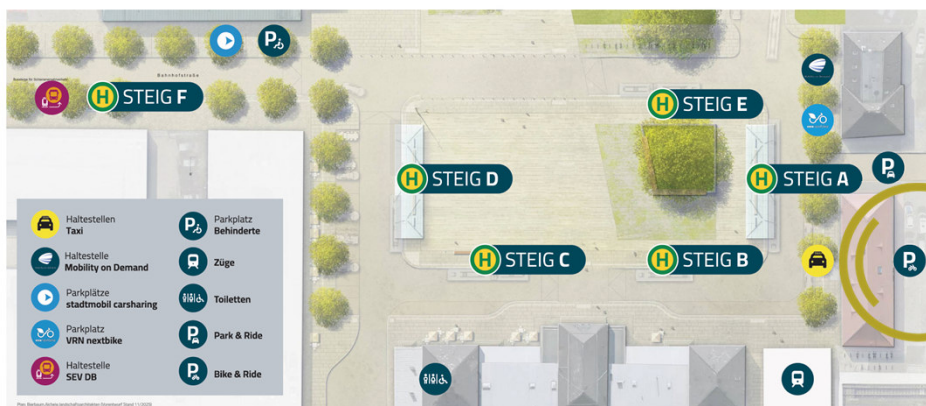 Bahnhofstraße
STEIG F
STEIG E
STEIG D
STEIG A
STEIG C
STEIG B
Haltestellen
Taxi
Haltestelle
Mobility on Demand
Parkplätze
stadtmobil carsharing
Parkplatz
VRN nextbike
Haltestelle
SEV DB
Parkplatz
Behinderte
Züge
Toiletten
Park & Ride
Bike & Ride